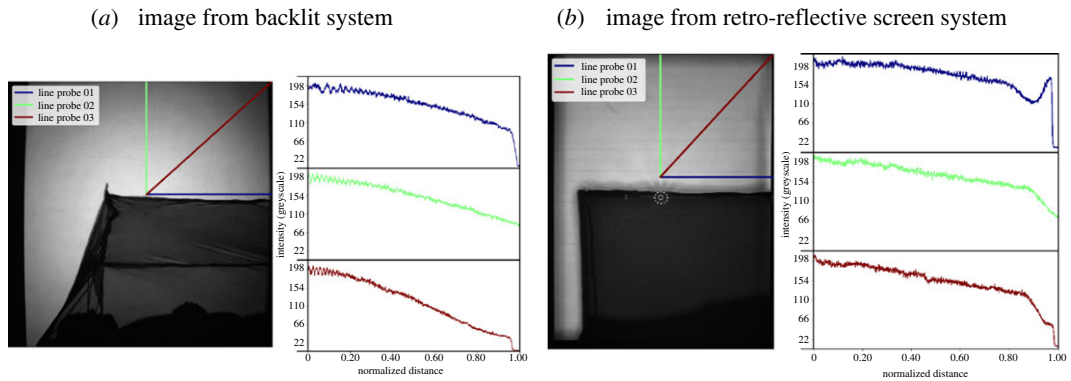 (a) image from backlit system
line probe 01
line probe 02
line probe 03
198
154
110
66
22
198
154
110
66
22
198
154
110
66
22
intensity (greyscale)
0 0.20 0.40 0.60 0.80 1.00
normalized distance
(b) image from retro-reflective screen system
line probe 01
line probe 02
line probe 03
198
154
110
66
22
198
154
110
66
22
198
154
110
66
22
intensity (greyscale)
0 0.20 0.40 0.60 0.80 1.00
normalized distance